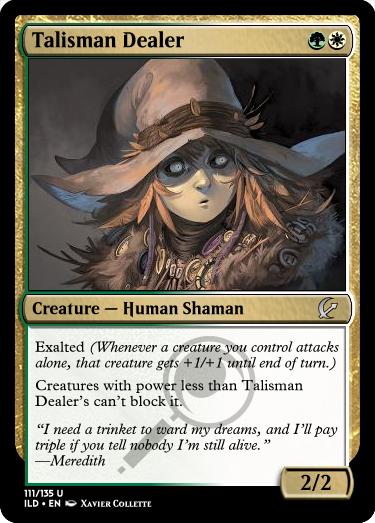 Talisman Dealer
Creature — Human Shaman
Exalted (Whenever a creature you control attacks
alone, that creature gets +1/+1 until end of turn.)
Creatures with power less than Talisman
Dealer's can't block it.
“I need a trinket to ward my dreams, and I'll pay
triple if you tell nobody I'm still alive.”
—Meredith
2/2
111/135 U
ILD • EN Xavier Collette